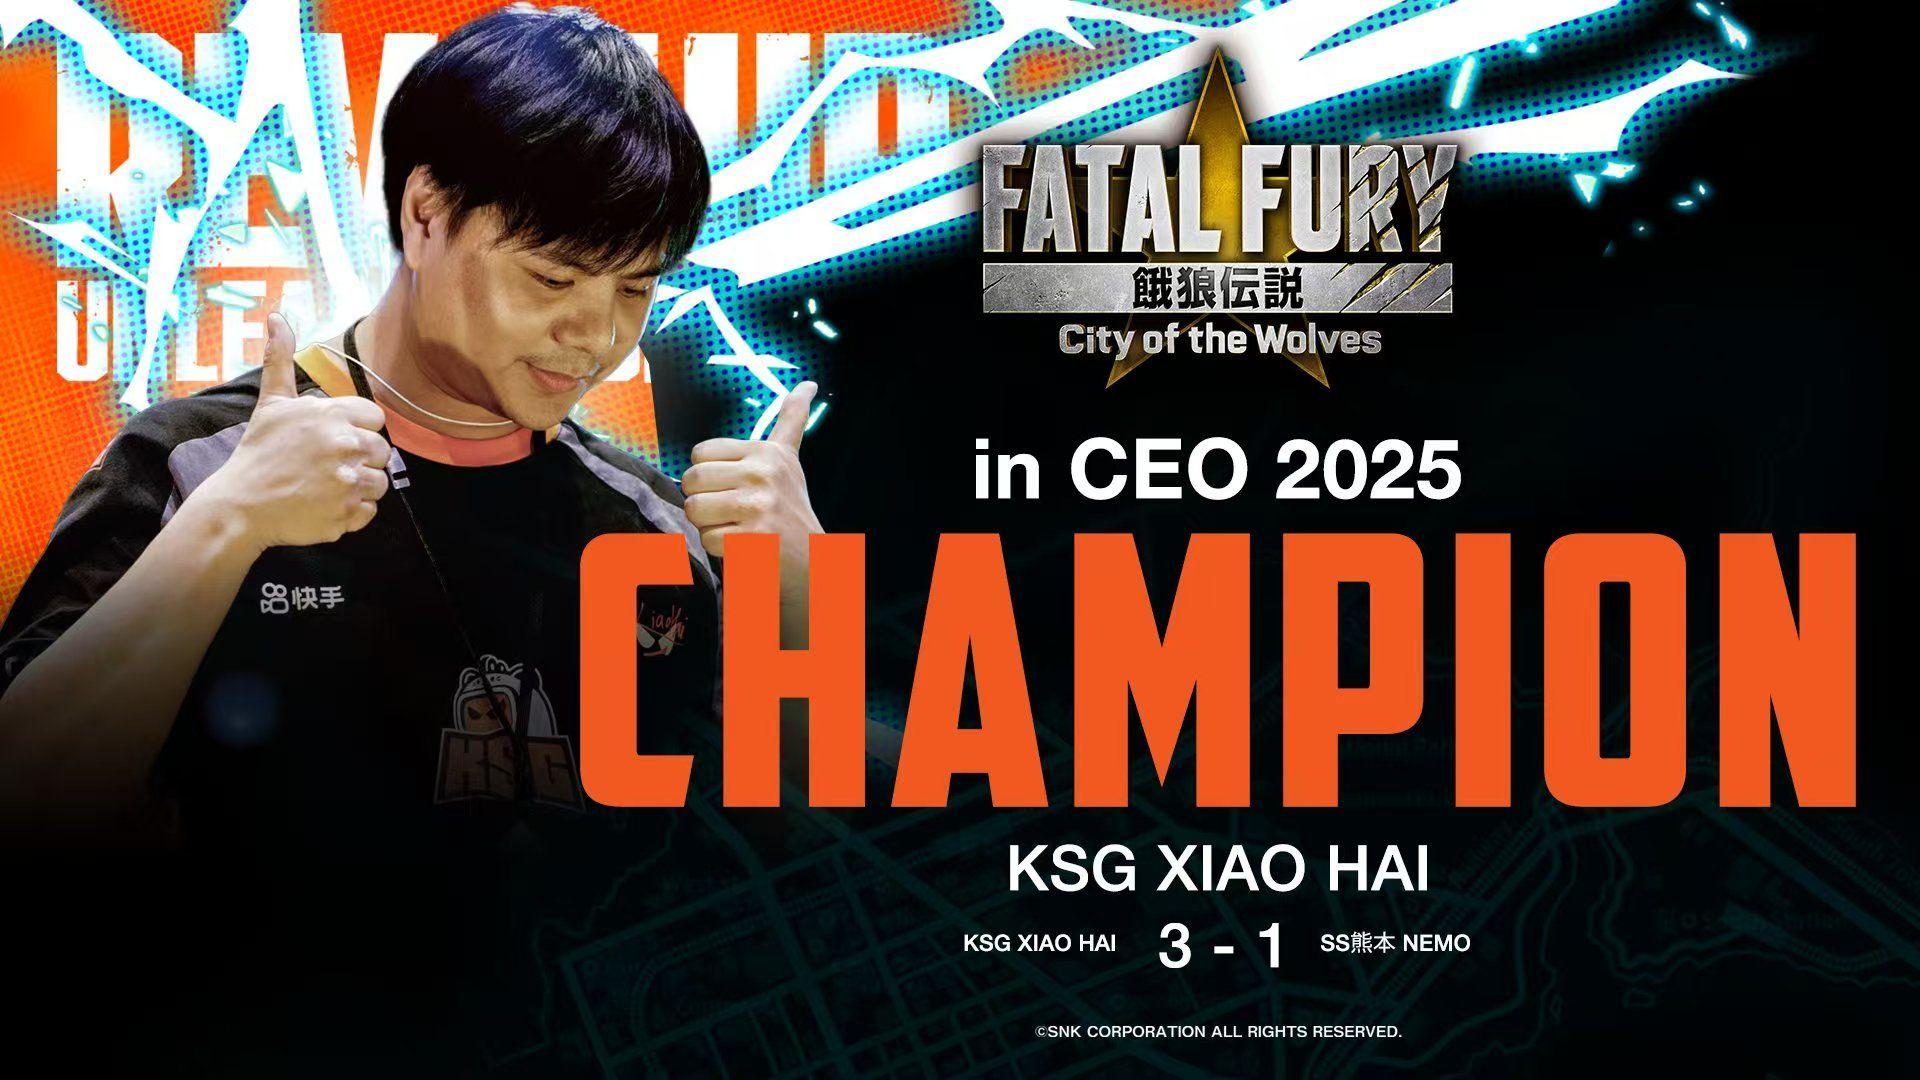 FATAL FURY
餓狼伝説
City of the Wolves
in CEO 2025
CHAMPION
快手
KSG
KSG XIAO HAI
KSG XIAO HAI 3 - 1 SS熊本 NEMO
©SNK CORPORATION ALL RIGHTS RESERVED.